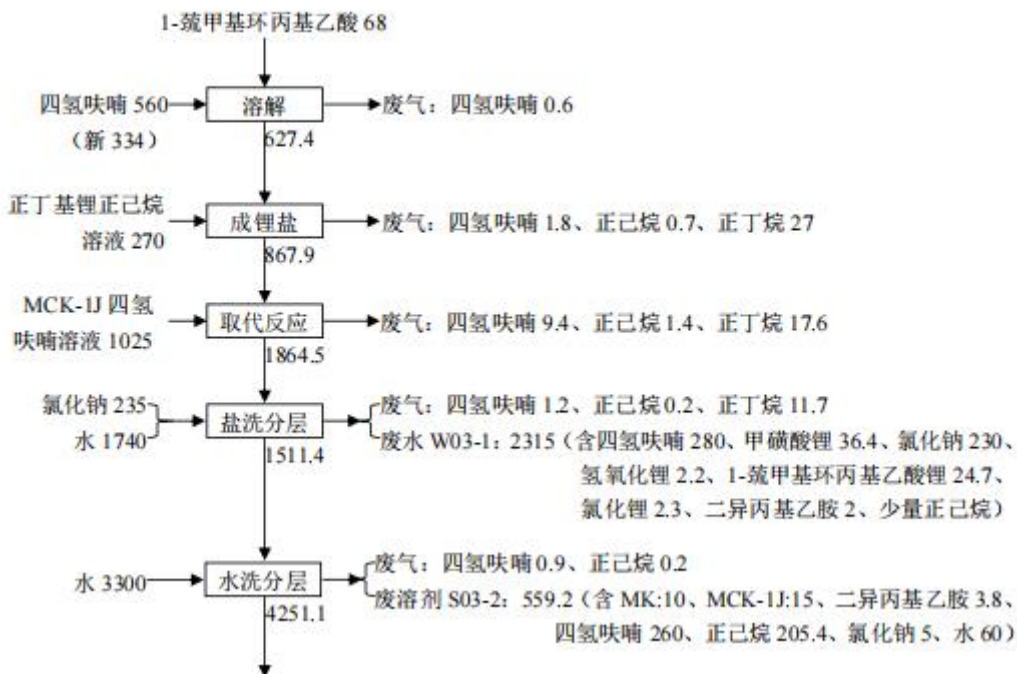 1-巯甲基环丙基乙酸 68
四氢呋喃 560
（新 334）
溶解
废气：四氢呋喃 0.6
627.4
正丁基锂正己烷
溶液 270
成锂盐
废气：四氢呋喃 1.8、正己烷 0.7、正丁烷 27
867.9
MCK-1J 四氢
呋喃溶液 1025
取代反应
废气：四氢呋喃 9.4、正己烷 1.4、正丁烷 17.6
1864.5
氯化钠 235
水 1740
盐洗分层
废气：四氢呋喃 1.2、正己烷 0.2、正丁烷 11.7
废水 W03-1：2315（含四氢呋喃 280、甲磺酸锂 36.4、氯化钠 230、
氢氧化锂 2.2、1-巯甲基环丙基乙酸锂 24.7、
氯化锂 2.3、二异丙基乙胺 2、少量正己烷）
1511.4
水 3300
水洗分层
废气：四氢呋喃 0.9、正己烷 0.2
废溶剂 S03-2：559.2（含 MK:10、MCK-1J:15、二异丙基乙胺 3.8、
四氢呋喃 260、正己烷 205.4、氯化钠 5、水 60）
4251.1